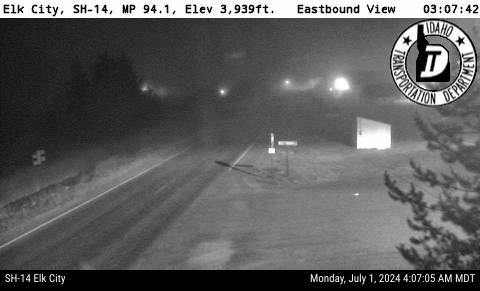 Elk City, SH-14, MP 94.1, Elev 3,939ft. Eastbound View 03:07:42
IDAHO
TRANSPORTATION DEPARTMENT
SH-14 Elk City
Monday, July 1, 2024 4:07:05 AM MDT